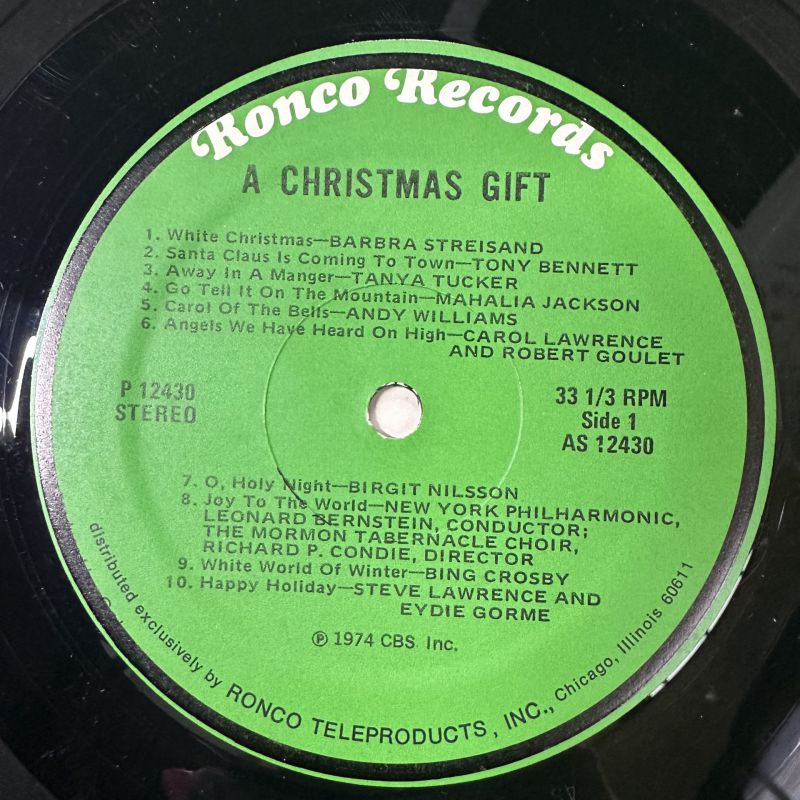 Ronco Records
A CHRISTMAS GIFT
1. White Christmas—BARBRA STREISAND
2. Santa Claus Is Coming To Town—TONY BENNETT
3. Away In A Manger—TANYA TUCKER
4. Go Tell It On The Mountain—MAHALIA JACKSON
5. Carol Of The Bells—ANDY WILLIAMS
6. Angels We Have Heard On High—CAROL LAWRENCE
AND ROBERT GOULET
P 12430
STEREO
33 1/3 RPM
Side 1
AS 12430
7. O, Holy Night—BIRGIT NILSSON
8. Joy To The World—NEW YORK PHILHARMONIC,
LEONARD BERNSTEIN, CONDUCTOR;
THE MORMON TABERNACLE CHOIR,
RICHARD P. CONDIE, DIRECTOR
9. White World Of Winter—BING CROSBY
10. Happy Holiday—STEVE LAWRENCE AND
EYDIE GORME
Ⓟ 1974 CBS Inc.
distributed exclusively by RONCO TELEPRODUCTS, INC., Chicago, Illinois 60611